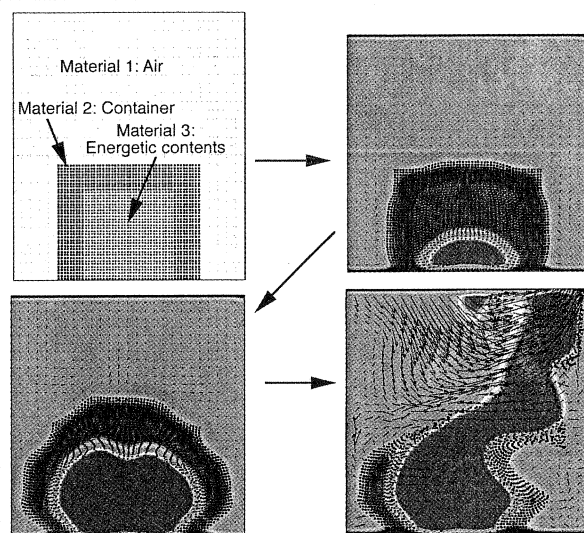 Material 1: Air
Material 2: Container
Material 3:
Energetic contents